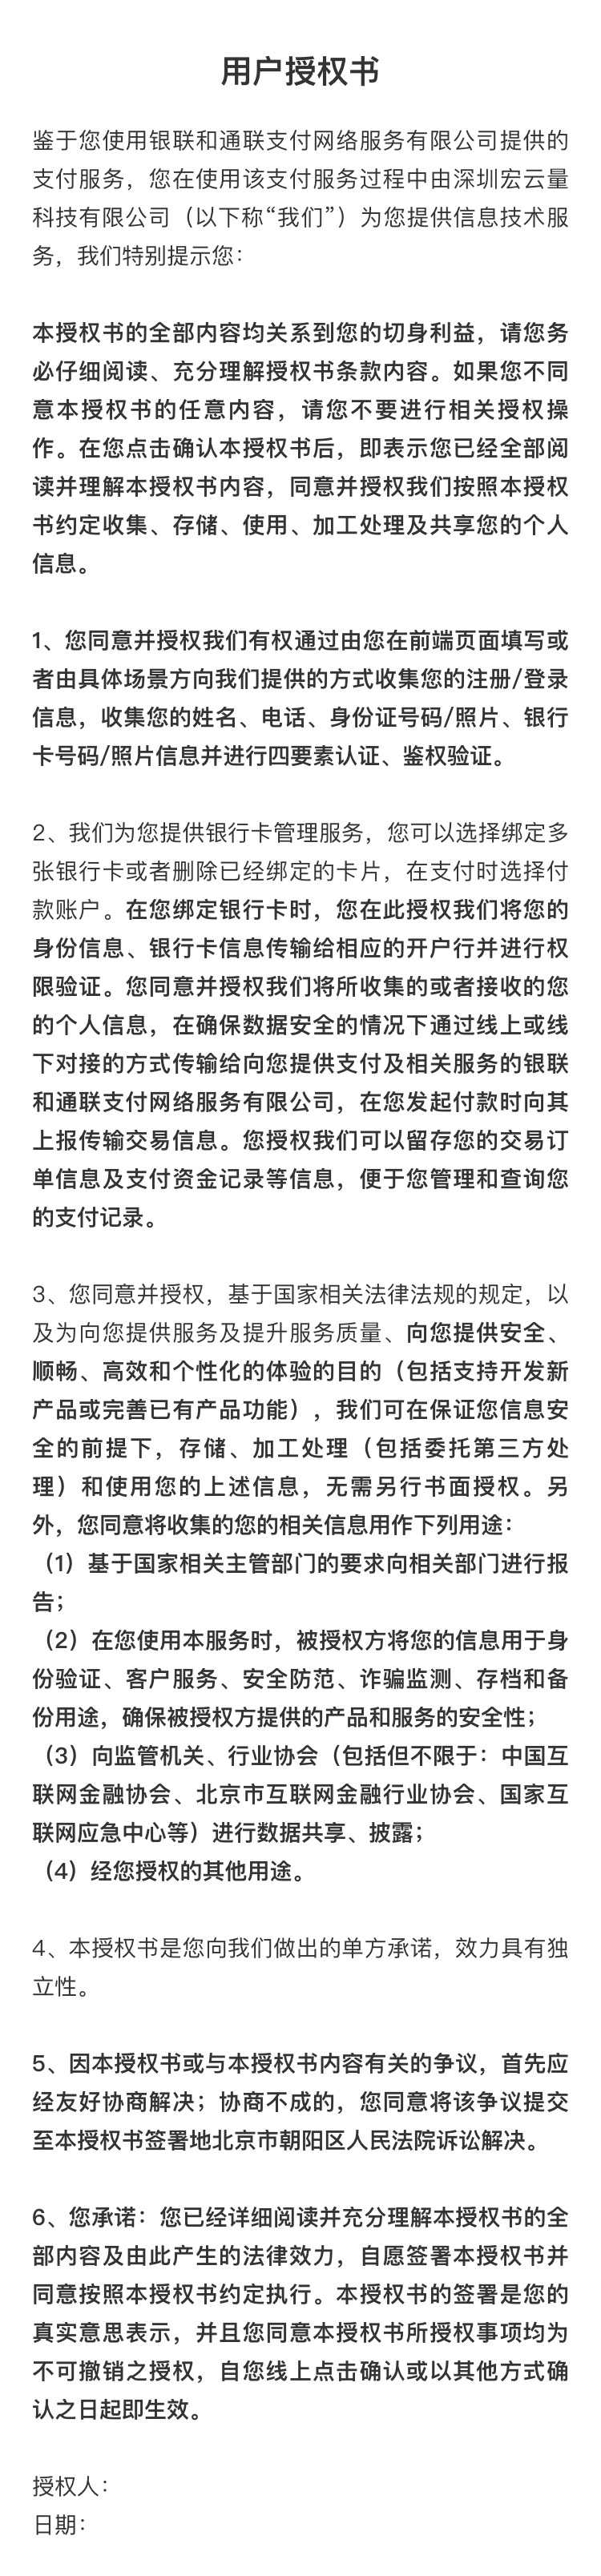 用户授权书
鉴于您使用银联和通联支付网络服务有限公司提供的
支付服务，您在使用该支付服务过程中由深圳宏云量
科技有限公司（以下称“我们”）为您提供信息技术服
务，我们特别提示您：
本授权书的全部内容均关系到您的切身利益，请您务
必仔细阅读、充分理解授权书条款内容。如果您不同
意本授权书的任意内容，请您不要进行相关授权操
作。在您点击确认本授权书后，即表示您已经全部阅
读并理解本授权书内容，同意并授权我们按照本授权
书约定收集、存储、使用、加工处理及共享您的个人
信息。
1、您同意并授权我们有权通过由您在前端页面填写或
者由具体场景方向我们提供的方式收集您的注册/登录
信息，收集您的姓名、电话、身份证号码/照片、银行
卡号码/照片信息并进行四要素认证、鉴权验证。
2、我们为您提供银行卡管理服务，您可以选择绑定多
张银行卡或者删除已经绑定的卡片，在支付时选择付
款账户。在您绑定银行卡时，您在此授权我们将您的
身份信息、银行卡信息传输给相应的开户行并进行权
限验证。您同意并授权我们将所收集的或者接收的您
的个人信息，在确保数据安全的情况下通过线上或线
下对接的方式传输给向您提供支付及相关服务的银联
和通联支付网络服务有限公司，在您发起付款时向其
上报传输交易信息。您授权我们可以留存您的交易订
单信息及支付资金记录等信息，便于您管理和查询您
的支付记录。
3、您同意并授权，基于国家相关法律法规的规定，以
及为向您提供服务及提升服务质量、向您提供安全、
顺畅、高效和个性化的体验的目的（包括支持开发新
产品或完善已有产品功能），我们可在保证您信息安
全的前提下，存储、加工处理（包括委托第三方处
理）和使用您的上述信息，无需另行书面授权。另
外，您同意将收集的您的相关信息用作下列用途：
（1）基于国家相关主管部门的要求向相关部门进行报
告；
（2）在您使用本服务时，被授权方将您的信息用于身
份验证、客户服务、安全防范、诈骗监测、存档和备
份用途，确保被授权方提供的产品和服务的安全性；
（3）向监管机关、行业协会（包括但不限于：中国互
联网金融协会、北京市互联网金融行业协会、国家互
联网应急中心等）进行数据共享、披露；
（4）经您授权的其他用途。
4、本授权书是您向我们做出的单方承诺，效力具有独
立性。
5、因本授权书或与本授权书内容有关的争议，首先应
经友好协商解决；协商不成的，您同意将该争议提交
至本授权书签署地北京市朝阳区人民法院诉讼解决。
6、您承诺：您已经详细阅读并充分理解本授权书的全
部内容及由此产生的法律效力，自愿签署本授权书并
同意按照本授权书约定执行。本授权书的签署是您的
真实意思表示，并且您同意本授权书所授权事项均为
不可撤销之授权，自您线上点击确认或以其他方式确
认之日起即生效。
授权人：
日期：